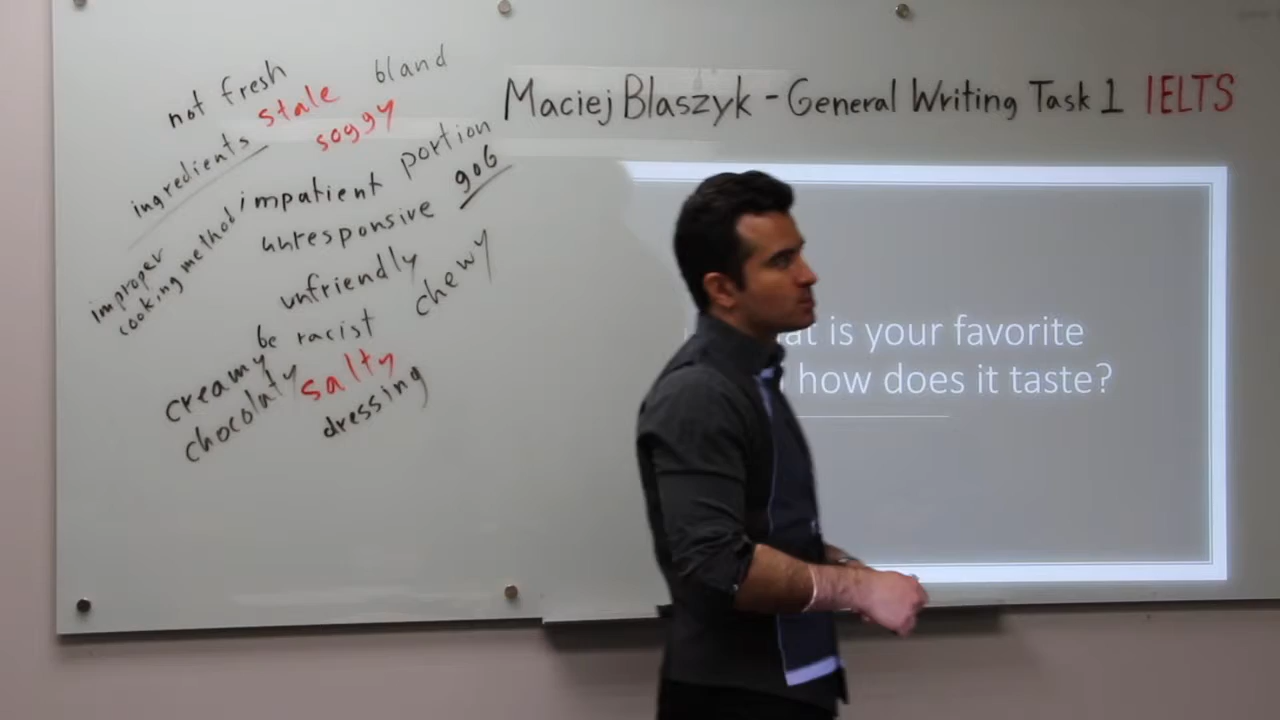 Maciej Blaszyk - General Writing Task 1 IELTS
not fresh
bland
stale
soggy
ingredients
portion
impatient
gob
unresponsive
improper
cooking method
unfriendly
chewy
be racist
creamy
chocolaty
salty
dressing
is your favorite
how does it taste?